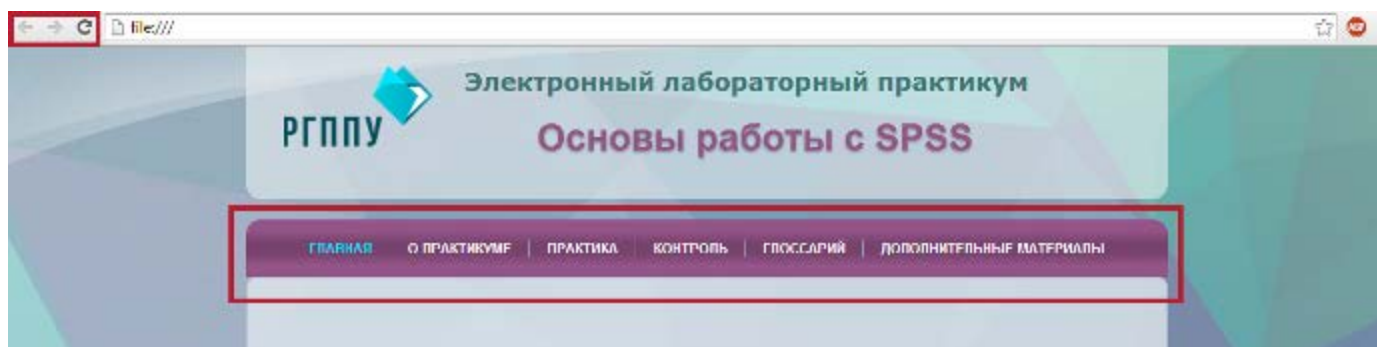 file:///
Электронный лабораторный практикум
РГППУ
Основы работы с SPSS
ГЛАВНАЯ О ПРАКТИКУМЕ | ПРАКТИКА КОНТРОЛЬ | ГЛОССАРИЙ | ДОПОЛНИТЕЛЬНЫЕ МАТЕРИАЛЫ